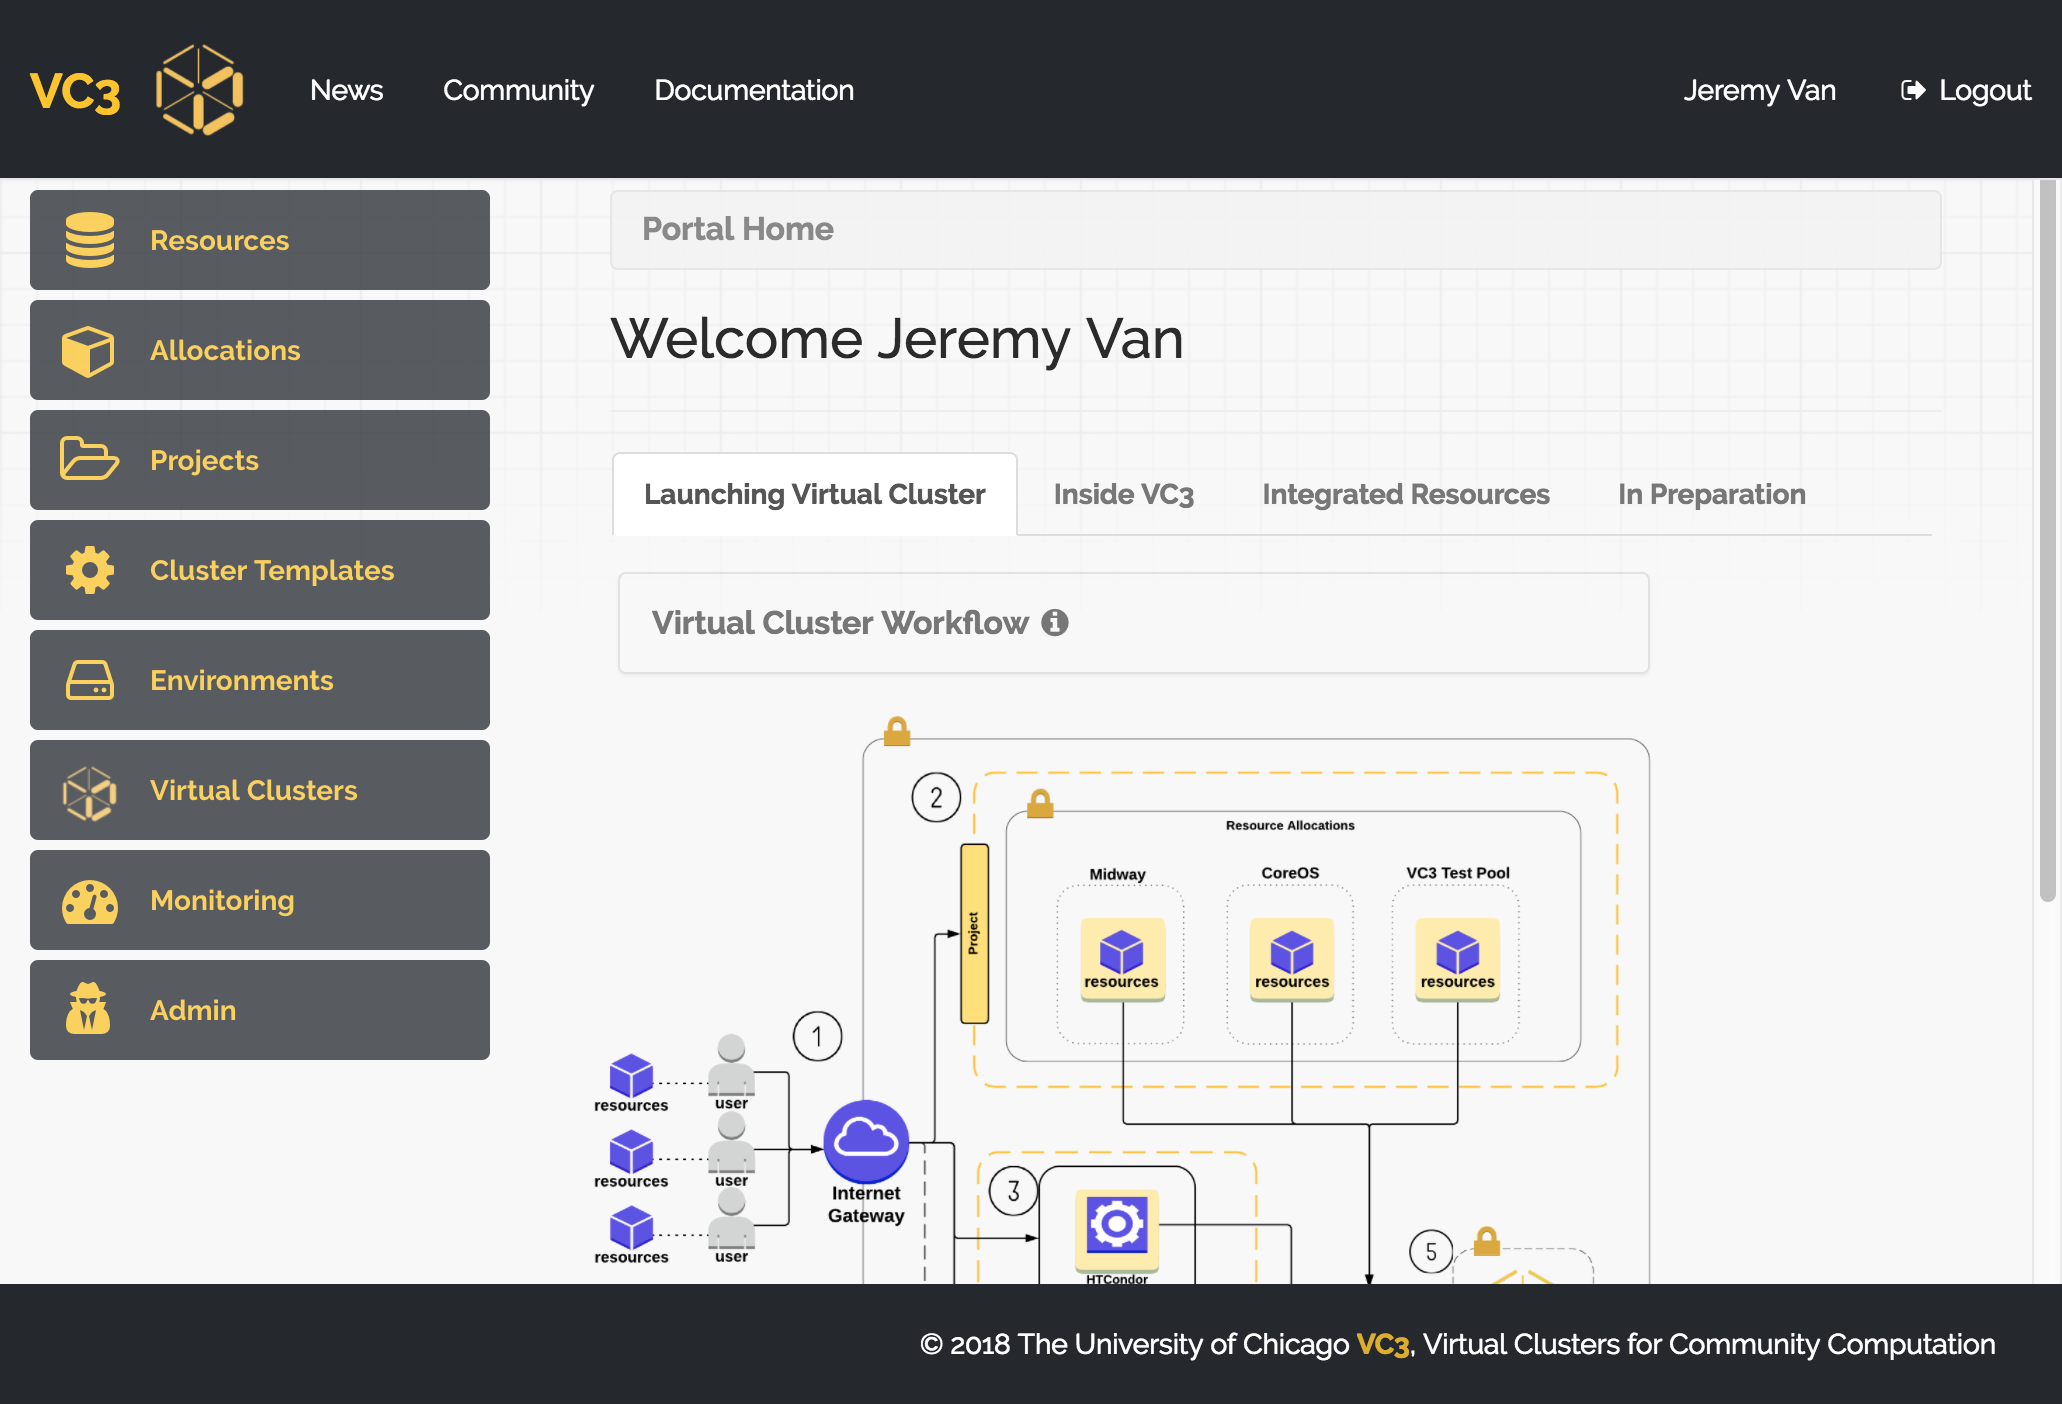 VC3
News
Community
Documentation
Jeremy Van
Logout
Resources
Allocations
Projects
Cluster Templates
Environments
Virtual Clusters
Monitoring
Admin
Portal Home
Welcome Jeremy Van
Launching Virtual Cluster
Inside VC3
Integrated Resources
In Preparation
Virtual Cluster Workflow
2
Resource Allocations
Midway
CoreOS
VC3 Test Pool
Project
resources
resources
resources
1
resources
user
resources
user
resources
user
Internet
Gateway
3
HTCondor
5
© 2018 The University of Chicago VC3, Virtual Clusters for Community Computation